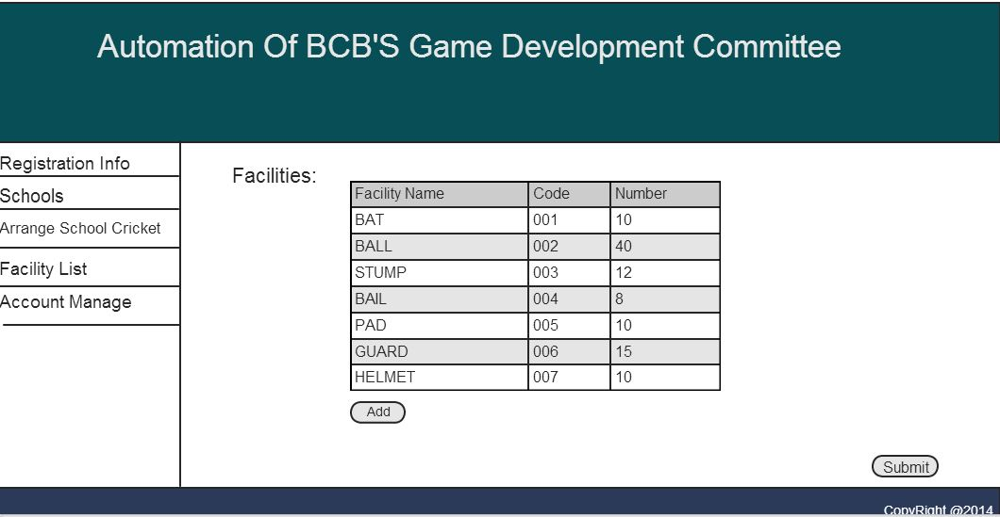 Automation Of BCB'S Game Development Committee
Registration Info
Schools
Arrange School Cricket
Facility List
Account Manage
Facilities:
Facility Name Code Number
BAT 001 10
BALL 002 40
STUMP 003 12
BAIL 004 8
PAD 005 10
GUARD 006 15
HELMET 007 10
Add
Submit
CopyRight @2014